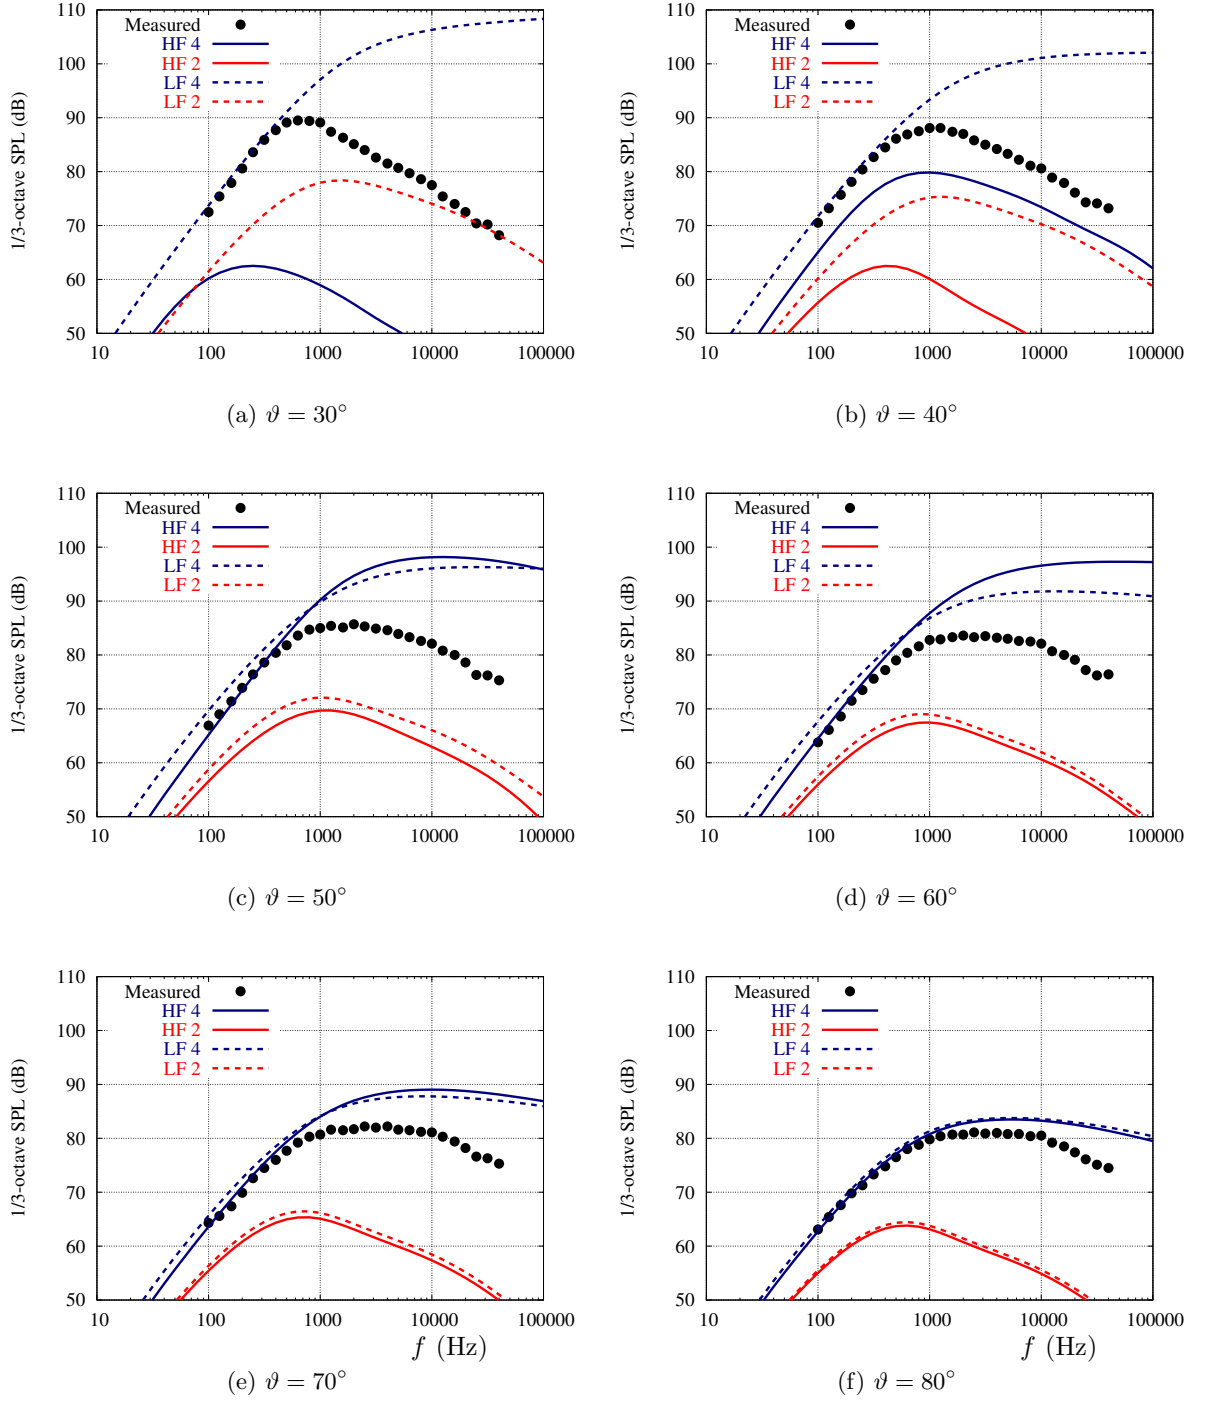 110
100
90
80
70
60
50
10 100 1000 10000 100000
1/3-octave SPL (dB)
Measured
HF 4
HF 2
LF 4
LF 2
(a) ϑ = 30°
110
100
90
80
70
60
50
10 100 1000 10000 100000
1/3-octave SPL (dB)
Measured
HF 4
HF 2
LF 4
LF 2
(b) ϑ = 40°
110
100
90
80
70
60
50
10 100 1000 10000 100000
1/3-octave SPL (dB)
Measured
HF 4
HF 2
LF 4
LF 2
(c) ϑ = 50°
110
100
90
80
70
60
50
10 100 1000 10000 100000
1/3-octave SPL (dB)
Measured
HF 4
HF 2
LF 4
LF 2
(d) ϑ = 60°
110
100
90
80
70
60
50
10 100 1000 10000 100000
1/3-octave SPL (dB)
Measured
HF 4
HF 2
LF 4
LF 2
f (Hz)
(e) ϑ = 70°
110
100
90
80
70
60
50
10 100 1000 10000 100000
1/3-octave SPL (dB)
Measured
HF 4
HF 2
LF 4
LF 2
f (Hz)
(f) ϑ = 80°